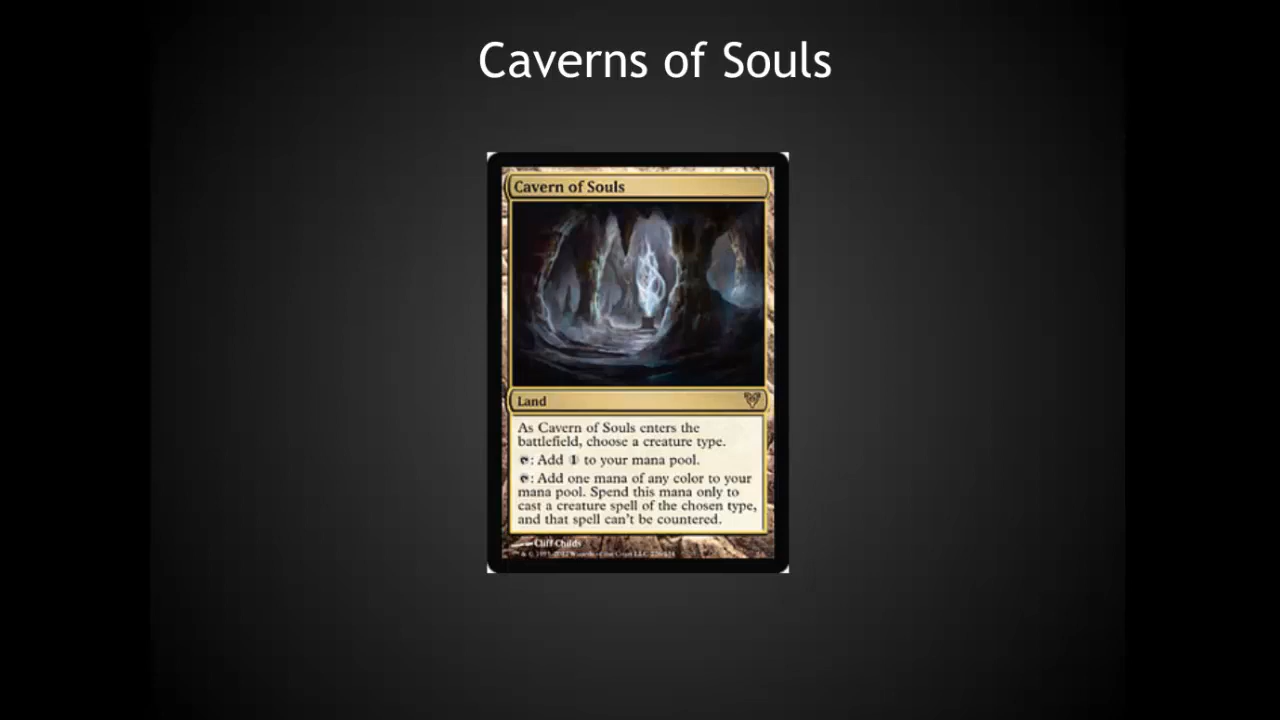 Caverns of Souls
Cavern of Souls
Land
As Cavern of Souls enters the
battlefield, choose a creature type.
: Add 1 to your mana pool.
: Add one mana of any color to your
mana pool. Spend this mana only to
cast a creature spell of the chosen type,
and that spell can't be countered.
Cliff Childs